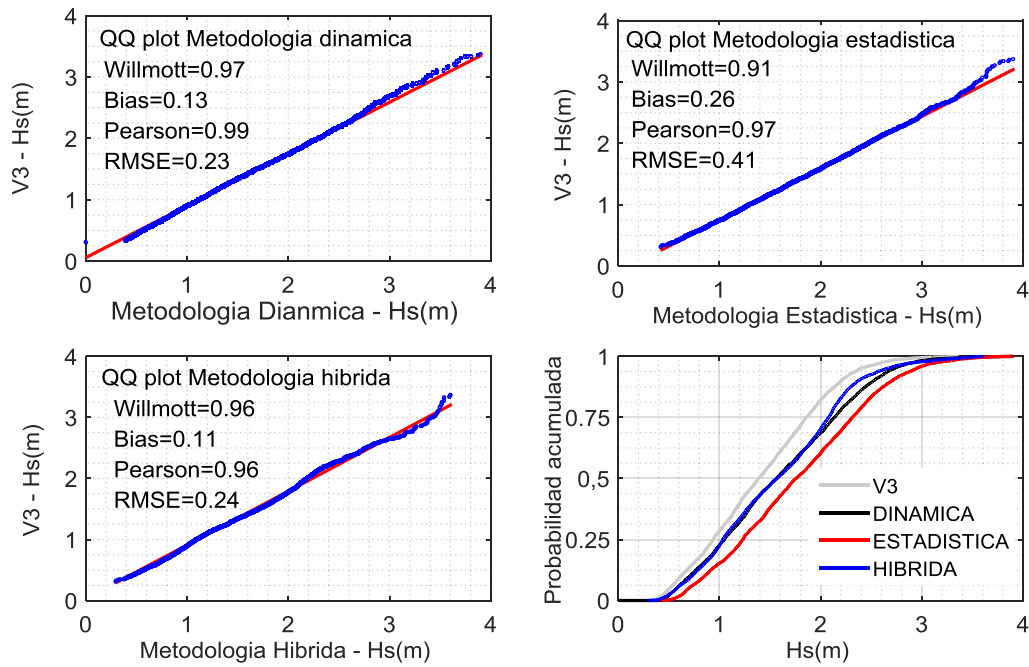 QQ plot Metodologia dinamica
Willmott=0.97
Bias=0.13
Pearson=0.99
RMSE=0.23
V3 - Hs(m)
4
3
2
1
0
0 1 2 3 4
Metodologia Dianmica - Hs(m)
QQ plot Metodologia estadistica
Willmott=0.91
Bias=0.26
Pearson=0.97
RMSE=0.41
V3 - Hs(m)
4
3
2
1
0
0 1 2 3 4
Metodologia Estadistica - Hs(m)
QQ plot Metodologia hibrida
Willmott=0.96
Bias=0.11
Pearson=0.96
RMSE=0.24
V3 - Hs(m)
4
3
2
1
0
0 1 2 3 4
Metodologia Hibrida - Hs(m)
Probabilidad acumulada
1
0.75
0,5
0.25
0
V3
DINAMICA
ESTADISTICA
HIBRIDA
0 1 2 3 4
Hs(m)